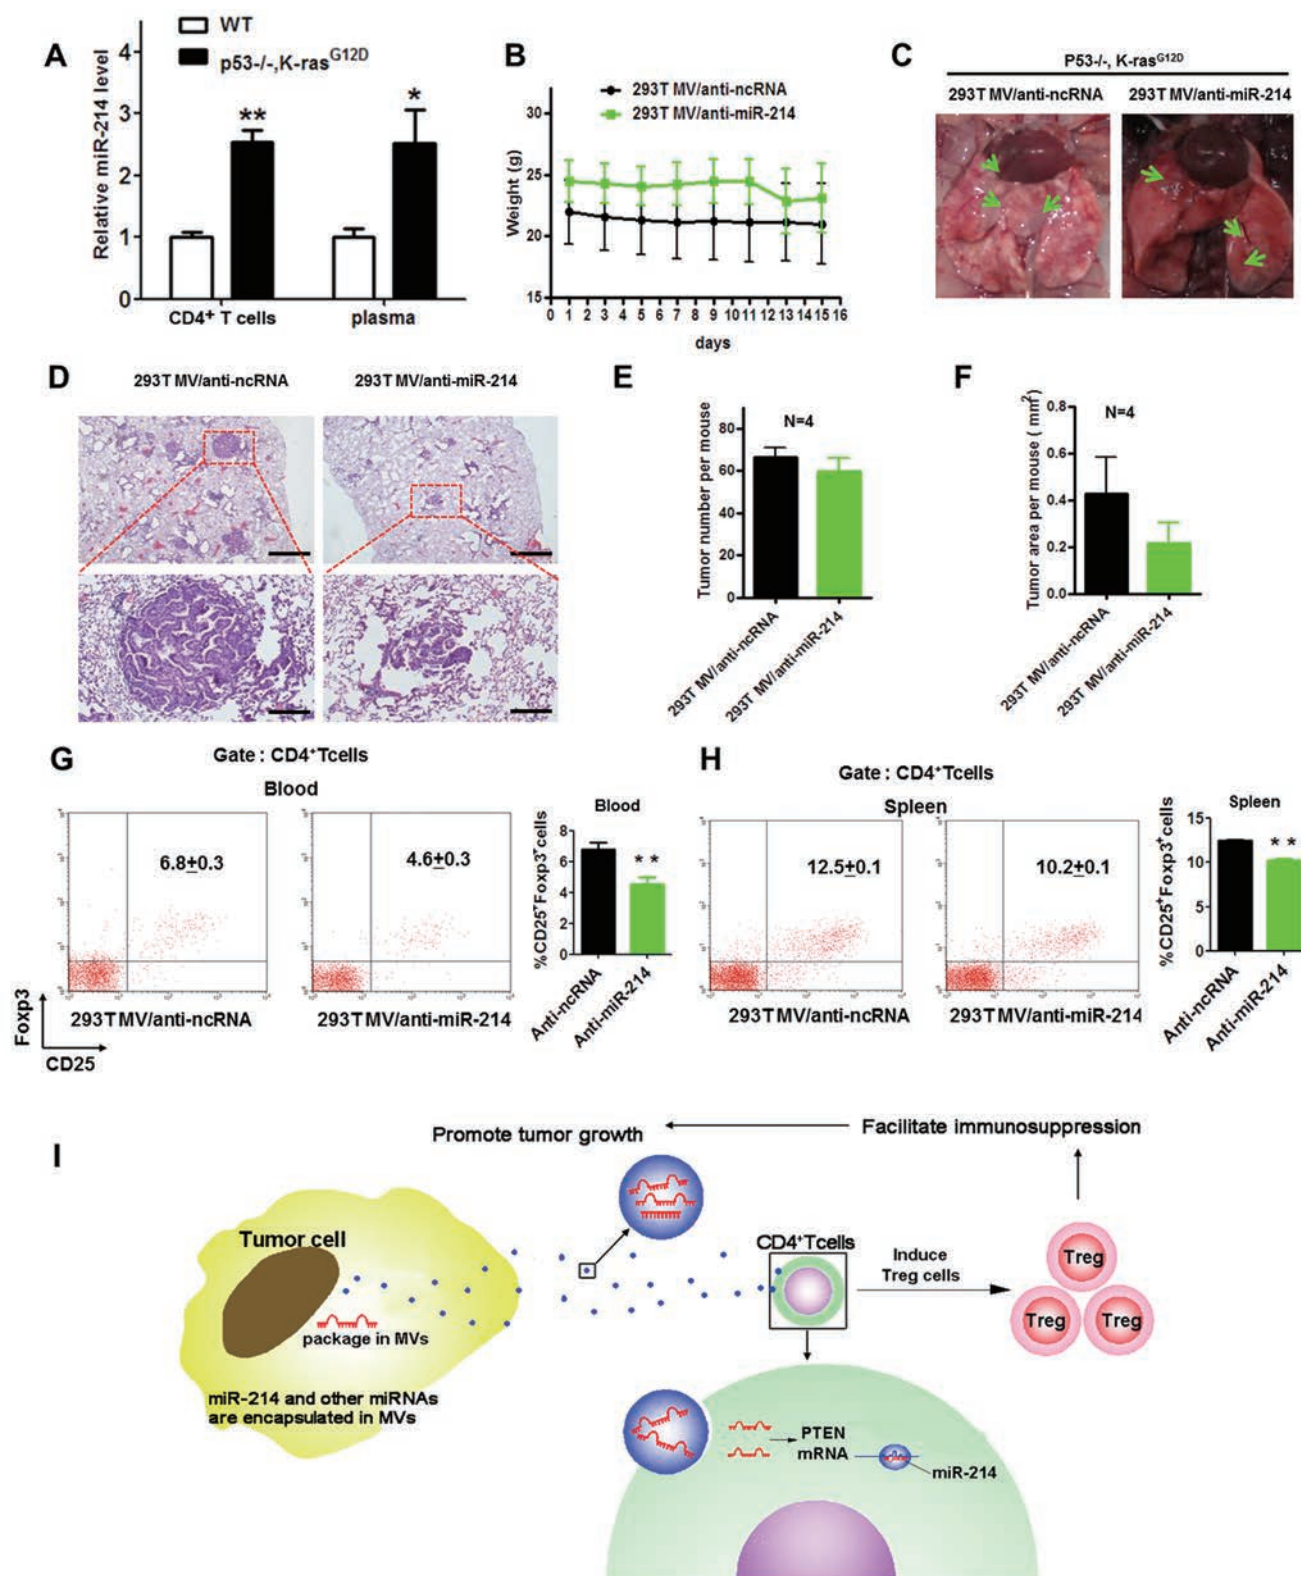 A
WT
p53-/-,K-rasG12D
Relative miR-214 level
4
3
2
1
0
**
*
CD4+ T cells
plasma
B
293T MV/anti-ncRNA
293T MV/anti-miR-214
Weight (g)
30
25
20
15
0 1 2 3 4 5 6 7 8 9 10 11 12 13 14 15 16
days
C
P53-/-, K-rasG12D
293T MV/anti-ncRNA
293T MV/anti-miR-214
D
293T MV/anti-ncRNA
293T MV/anti-miR-214
E
Tumor number per mouse
80
60
40
20
0
N=4
293T MV/anti-ncRNA
293T MV/anti-miR-214
F
Tumor area per mouse ( mm2)
0.8
0.6
0.4
0.2
0.0
N=4
293T MV/anti-ncRNA
293T MV/anti-miR-214
G
Gate : CD4+Tcells
Blood
6.8±0.3
4.6±0.3
293T MV/anti-ncRNA
293T MV/anti-miR-214
Foxp3
CD25
Blood
%CD25+Foxp3+cells
8
6
4
2
0
**
Anti-ncRNA
Anti-miR-214
H
Gate : CD4+Tcells
Spleen
12.5±0.1
10.2±0.1
293T MV/anti-ncRNA
293T MV/anti-miR-214
Spleen
%CD25+Foxp3+cells
15
10
5
0
**
Anti-ncRNA
Anti-miR-214
I
Promote tumor growth
Facilitate immunosuppression
Tumor cell
package in MVs
miR-214 and other miRNAs
are encapsulated in MVs
CD4+Tcells
Induce
Treg cells
Treg
Treg
Treg
PTEN
mRNA
miR-214